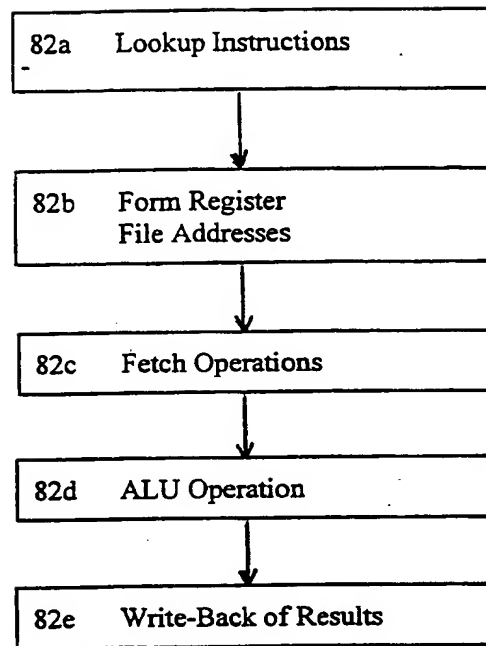 82a Lookup Instructions
82b Form Register
File Addresses
82c Fetch Operations
82d ALU Operation
82e Write-Back of Results